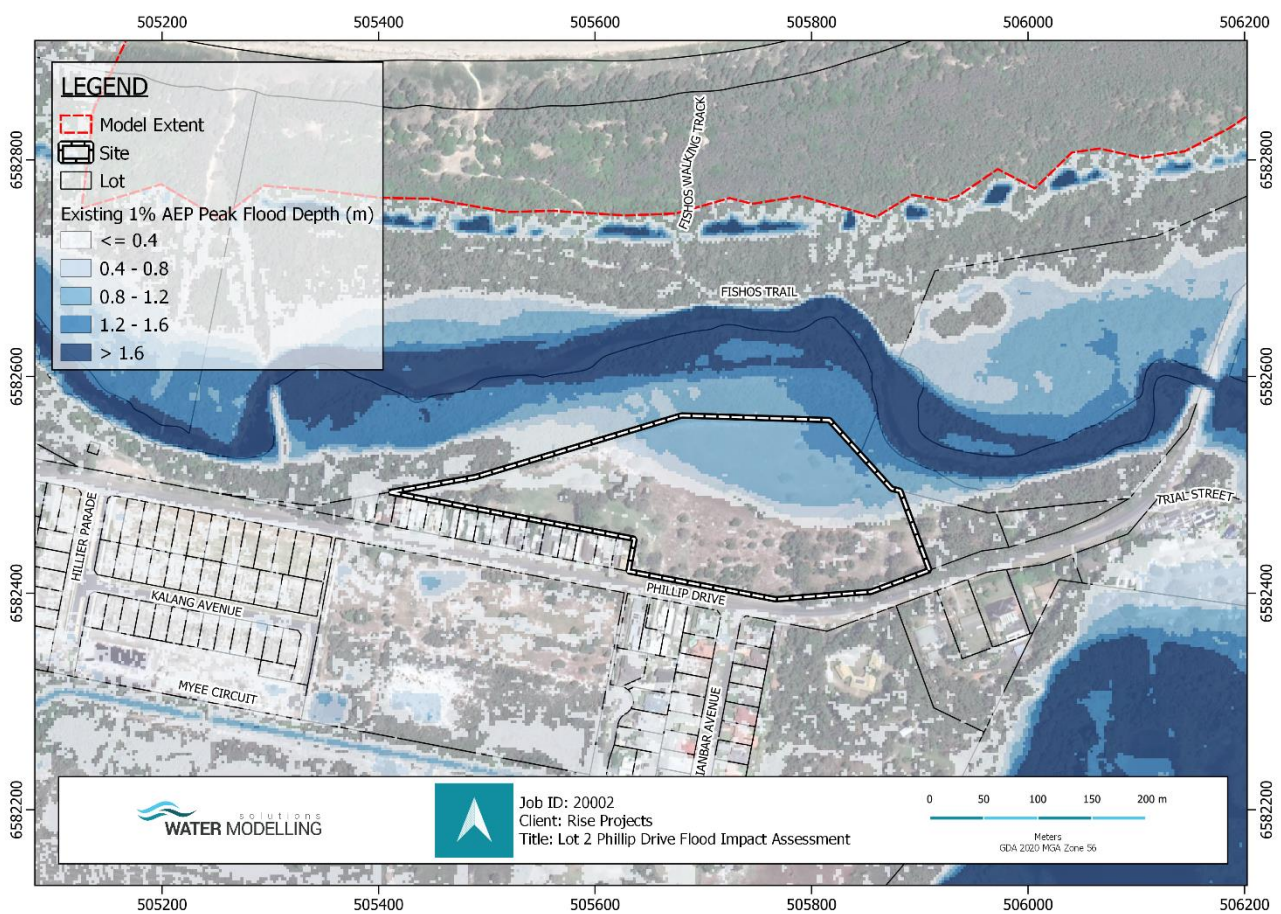 505200 505400 505600 505800 506000 506200
LEGEND
Model Extent
Site
Lot
Existing 1% AEP Peak Flood Depth (m)
<= 0.4
0.4 - 0.8
0.8 - 1.2
1.2 - 1.6
> 1.6
6582800
6582800
FISHOS WALKING TRACK
FISHOS TRAIL
6582600
6582600
HILLIER PARADE
TRIAL STREET
PHILLIP DRIVE
KALANG AVENUE
6582400
6582400
MYEE CIRCUIT
6582200
6582200
solutions
WATER MODELLING
Job ID: 20002
Client: Rise Projects
Title: Lot 2 Phillip Drive Flood Impact Assessment
0 50 100 150 200 m
Meters
GDA 2020 MGA Zone 56
505200 505400 505600 505800 506000 506200